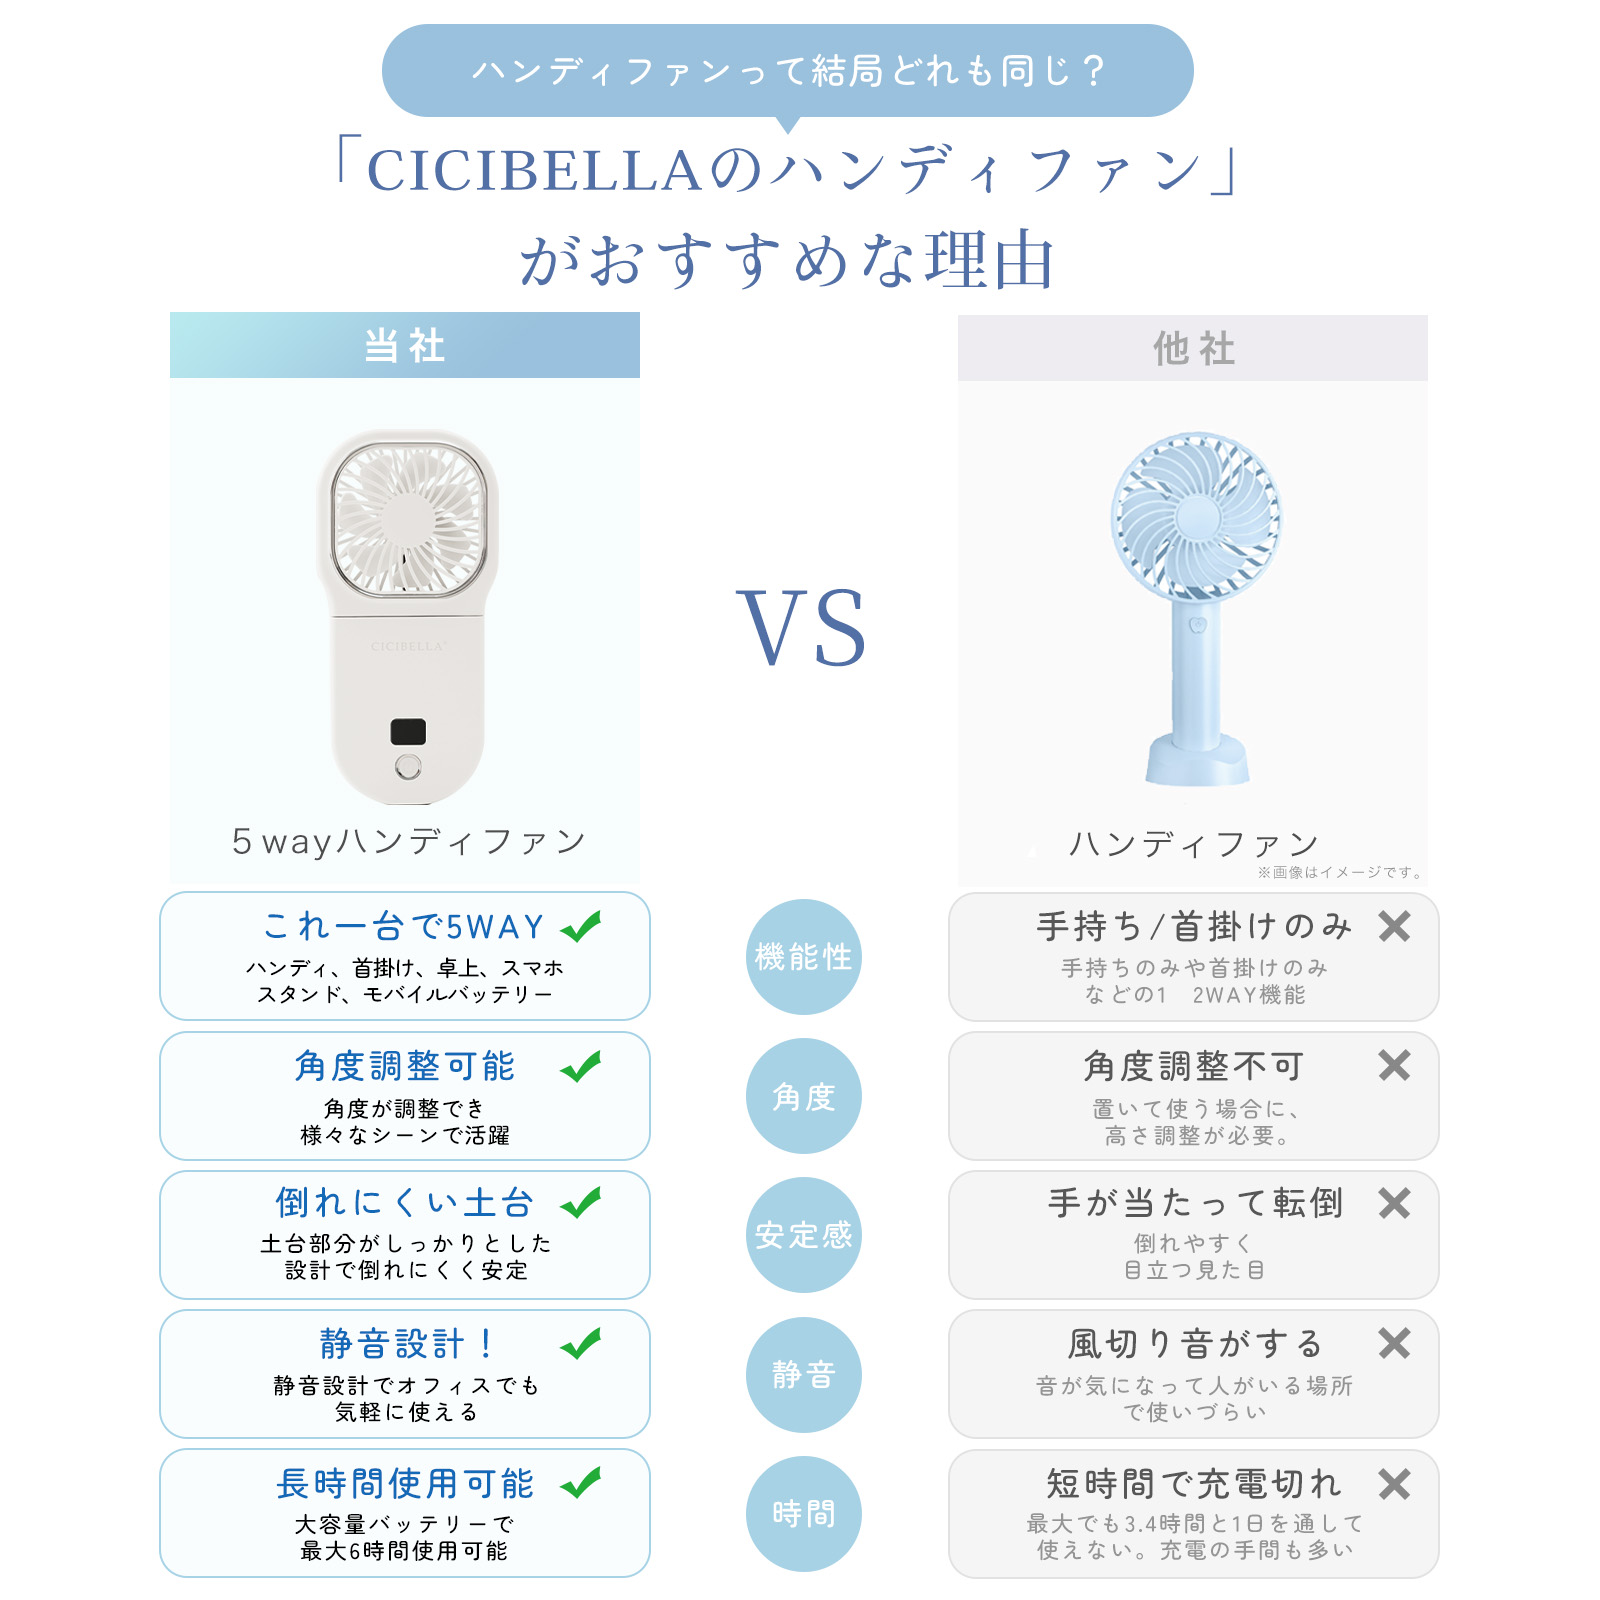 ハンディファンって結局どれも同じ？
「CICIBELLAのハンディファン」
がおすすめな理由
当社
他社
CICIBELLA
VS
5wayハンディファン
ハンディファン
※画像はイメージです。
これ一台で5WAY
ハンディ、首掛け、卓上、スマホ
スタンド、モバイルバッテリー
機能性
手持ち/首掛けのみ
手持ちのみや首掛けのみ
などの1　2WAY機能
角度調整可能
角度が調整でき
様々なシーンで活躍
角度
角度調整不可
置いて使う場合に、
高さ調整が必要。
倒れにくい土台
土台部分がしっかりとした
設計で倒れにくく安定
安定感
手が当たって転倒
倒れやすく
目立つ見た目
静音設計！
静音設計でオフィスでも
気軽に使える
静音
風切り音がする
音が気になって人がいる場所
で使いづらい
長時間使用可能
大容量バッテリーで
最大6時間使用可能
時間
短時間で充電切れ
最大でも3.4時間と1日を通して
使えない。充電の手間も多い